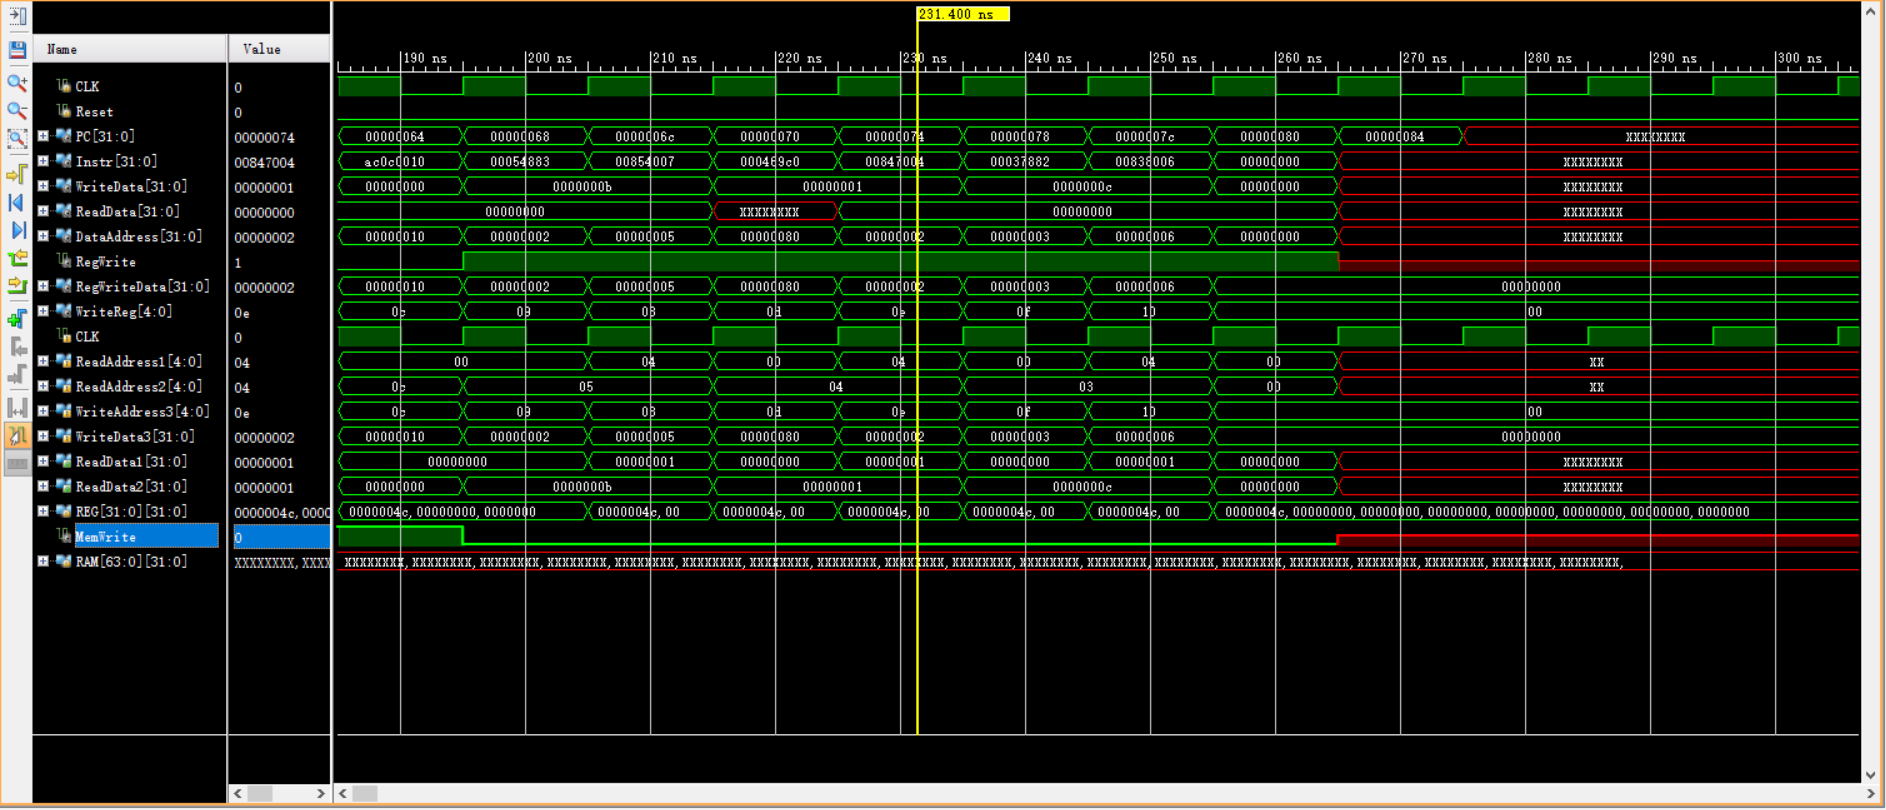 231.400 ns
Name Value
190 ns 200 ns 210 ns 220 ns 230 ns 240 ns 250 ns 260 ns 270 ns 280 ns 290 ns 300 ns
CLK 0
Reset 0
PC[31:0] 00000074 00000064 00000068 0000006c 00000070 00000074 00000078 0000007c 00000080 00000084 XXXXXXXX
Instr[31:0] 00847004 ac0c0010 00054883 00854007 000469c0 00847004 00037882 00838006 00000000 XXXXXXXX
WriteData[31:0] 00000001 00000000 0000000b 00000001 0000000c 00000000 XXXXXXXX
ReadData[31:0] 00000000 00000000 XXXXXXXX 00000000 XXXXXXXX
DataAddress[31:0] 00000002 00000010 00000002 00000005 00000080 00000002 00000003 00000006 00000000 XXXXXXXX
RegWrite 1
RegWriteData[31:0] 00000002 00000010 00000002 00000005 00000080 00000002 00000003 00000006 00000000
WriteReg[4:0] 0e 0c 09 08 0d 0e 0f 10 00
CLK 0
ReadAddress1[4:0] 04 00 04 00 04 00 04 00 XX
ReadAddress2[4:0] 04 0c 05 04 03 00 XX
WriteAddress3[4:0] 0e 0c 09 08 0d 0e 0f 10 00
WriteData3[31:0] 00000002 00000010 00000002 00000005 00000080 00000002 00000003 00000006 00000000
ReadData1[31:0] 00000001 00000000 00000001 00000000 00000001 00000000 00000001 00000000 XXXXXXXX
ReadData2[31:0] 00000001 00000000 0000000b 00000001 0000000c 00000000 XXXXXXXX
REG[31:0][31:0] 0000004c,0000 0000004c,00000000,0000000 0000004c,00 0000004c,00 0000004c,00 0000004c,00 0000004c,00 0000004c,00000000,00000000,00000000,00000000,00000000,00000000,0000000
MemWrite 0
RAM[63:0][31:0] XXXXXXXX,XXXX XXXXXXXX,XXXXXXXX,XXXXXXXX,XXXXXXXX,XXXXXXXX,XXXXXXXX,XXXXXXXX,XXXXXXXX,XXXXXXXX,XXXXXXXX,XXXXXXXX,XXXXXXXX,XXXXXXXX,XXXXXXXX,XXXXXXXX,XXXXXXXX,XXXXXXXX,XXXXXXXX,XXXXXXXX,